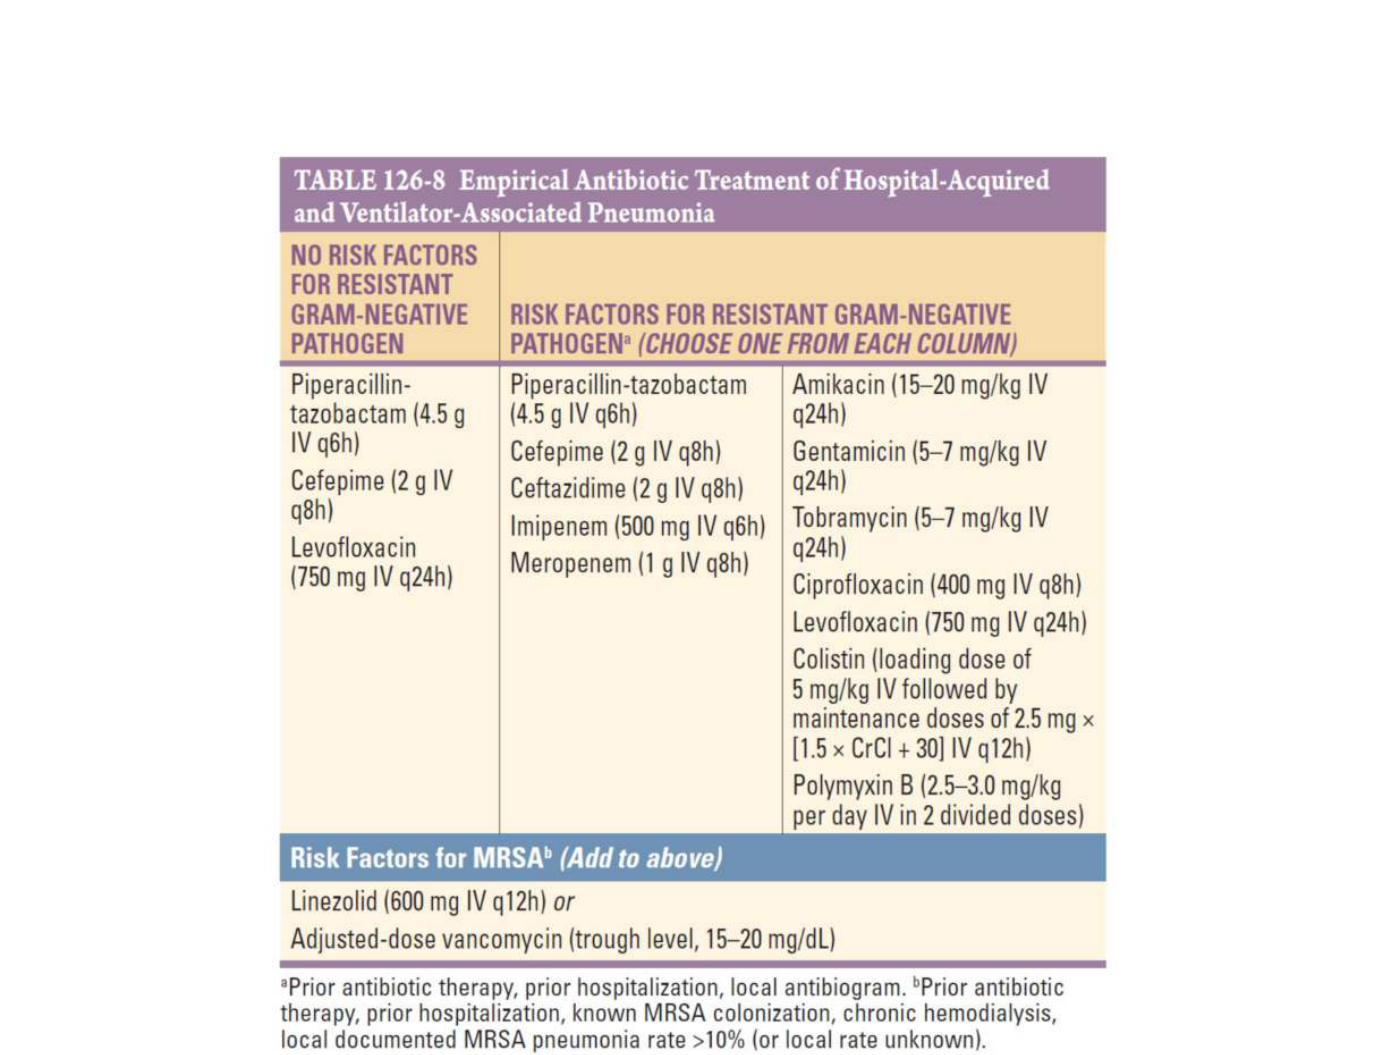 TABLE 126-8 Empirical Antibiotic Treatment of Hospital-Acquired
and Ventilator-Associated Pneumonia
NO RISK FACTORS
FOR RESISTANT
GRAM-NEGATIVE
PATHOGEN
RISK FACTORS FOR RESISTANT GRAM-NEGATIVE
PATHOGENᵃ (CHOOSE ONE FROM EACH COLUMN)
Piperacillin-
tazobactam (4.5 g
IV q6h)
Cefepime (2 g IV
q8h)
Levofloxacin
(750 mg IV q24h)
Piperacillin-tazobactam
(4.5 g IV q6h)
Cefepime (2 g IV q8h)
Ceftazidime (2 g IV q8h)
Imipenem (500 mg IV q6h)
Meropenem (1 g IV q8h)
Amikacin (15–20 mg/kg IV
q24h)
Gentamicin (5–7 mg/kg IV
q24h)
Tobramycin (5–7 mg/kg IV
q24h)
Ciprofloxacin (400 mg IV q8h)
Levofloxacin (750 mg IV q24h)
Colistin (loading dose of
5 mg/kg IV followed by
maintenance doses of 2.5 mg ×
[1.5 × CrCl + 30] IV q12h)
Polymyxin B (2.5–3.0 mg/kg
per day IV in 2 divided doses)
Risk Factors for MRSAᵇ (Add to above)
Linezolid (600 mg IV q12h) or
Adjusted-dose vancomycin (trough level, 15–20 mg/dL)
ᵃPrior antibiotic therapy, prior hospitalization, local antibiogram. ᵇPrior antibiotic
therapy, prior hospitalization, known MRSA colonization, chronic hemodialysis,
local documented MRSA pneumonia rate >10% (or local rate unknown).